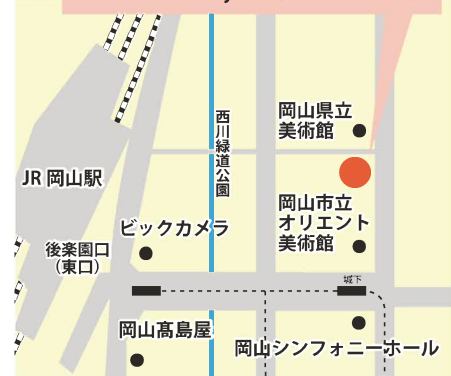 岡山県立
美術館
西川緑道公園
JR 岡山駅
岡山市立
オリエント
美術館
ビックカメラ
後楽園口
（東口）
城下
岡山髙島屋
岡山シンフォニーホール